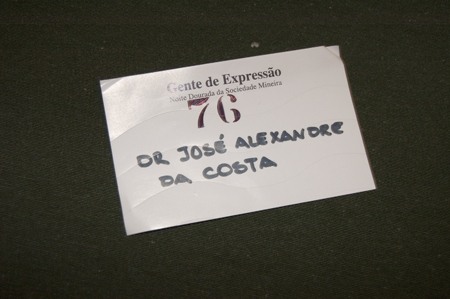 Gente de Expressão
Noite Dourada da Sociedade Mineira
76
DR JOSÉ ALEXANDRE
DA COSTA